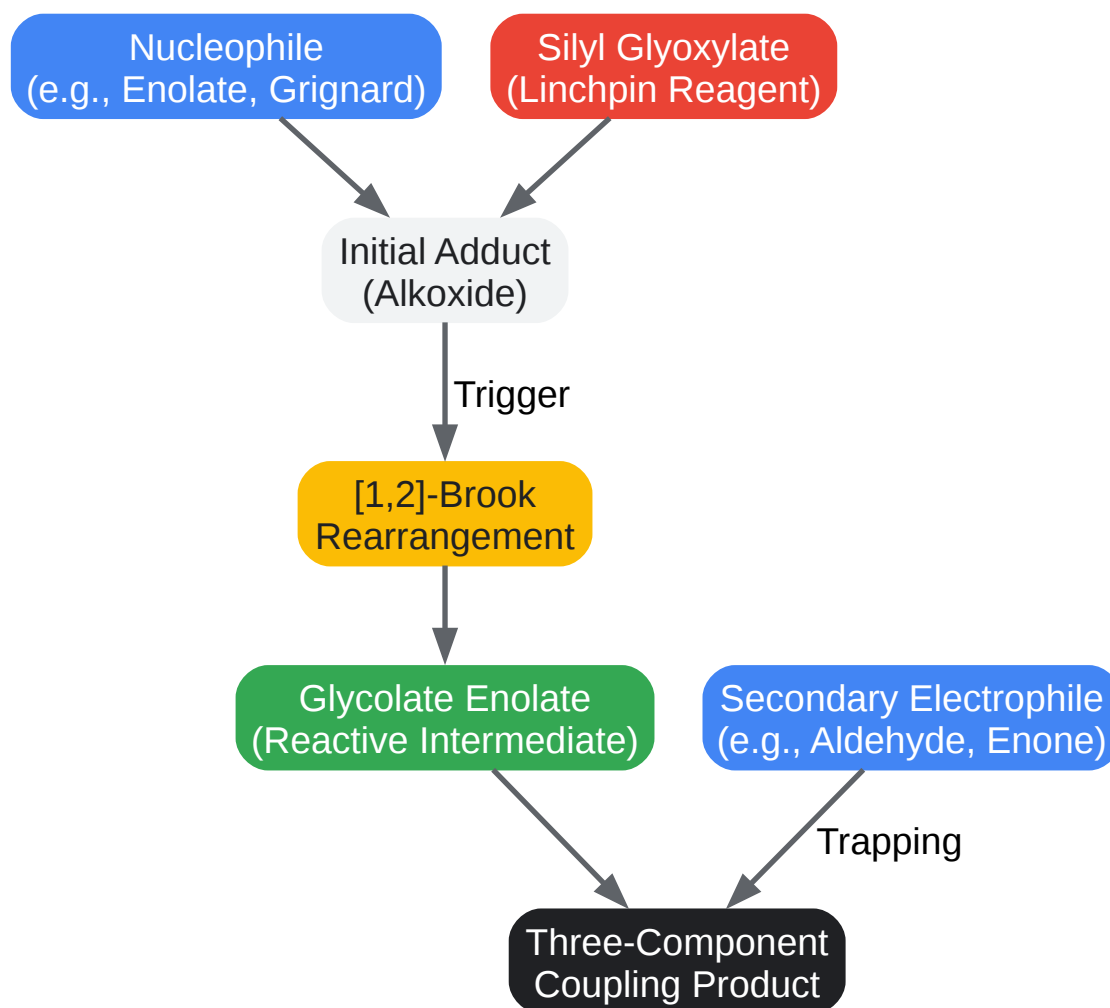 Nucleophile
(e.g., Enolate, Grignard)
Silyl Glyoxylate
(Linchpin Reagent)
Initial Adduct
(Alkoxide)
Trigger
[1,2]-Brook
Rearrangement
Glycolate Enolate
(Reactive Intermediate)
Secondary Electrophile
(e.g., Aldehyde, Enone)
Trapping
Three-Component
Coupling Product